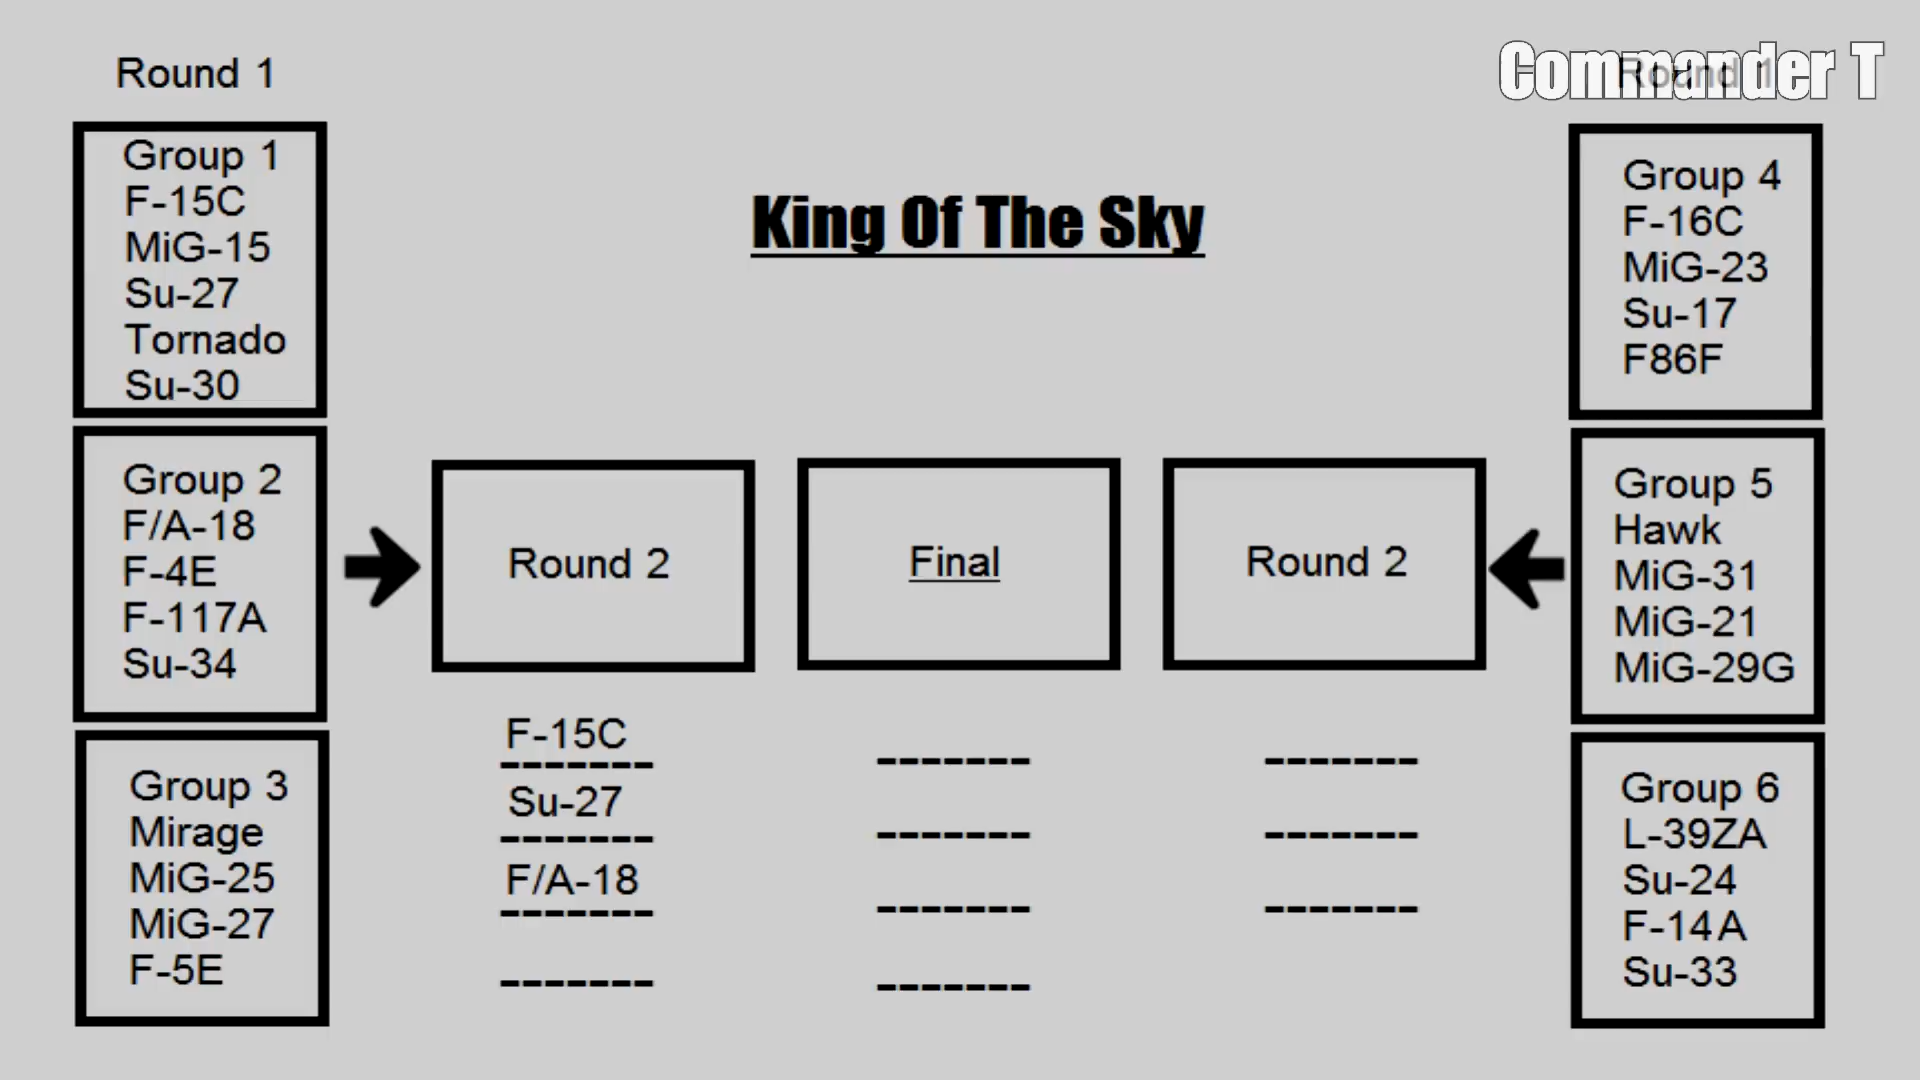 Commander T
Round 1
Round 1
King Of The Sky
Group 1
F-15C
MiG-15
Su-27
Tornado
Su-30
Group 2
F/A-18
F-4E
F-117A
Su-34
Group 3
Mirage
MiG-25
MiG-27
F-5E
Round 2
F-15C
-------
Su-27
-------
F/A-18
-------
-------
Final
-------
-------
-------
-------
Round 2
-------
-------
-------
Group 4
F-16C
MiG-23
Su-17
F86F
Group 5
Hawk
MiG-31
MiG-21
MiG-29G
Group 6
L-39ZA
Su-24
F-14A
Su-33